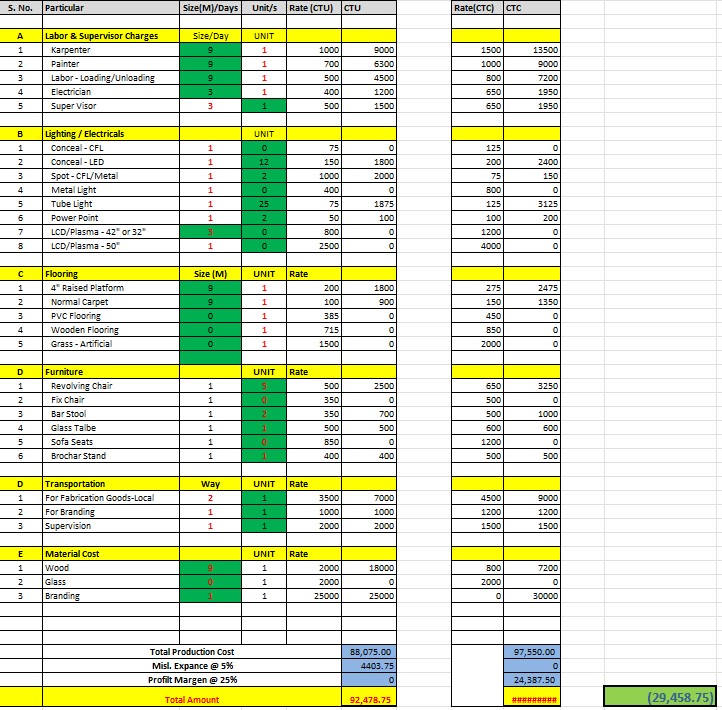 S. No. Particular Size(M)/Days Unit/s Rate (CTU) CTU Rate(CTC) CTC
A Labor & Supervisor Charges Size/Day UNIT
1 Karpenter 9 1 1000 9000 1500 13500
2 Painter 9 1 700 6300 1000 9000
3 Labor - Loading/Unloading 9 1 500 4500 800 7200
4 Electrician 3 1 400 1200 650 1950
5 Super Visor 3 1 500 1500 650 1950
B Lighting / Electricals UNIT
1 Conceal - CFL 1 0 75 0 125 0
2 Conceal - LED 1 12 150 1800 200 2400
3 Spot - CFL/Metal 1 2 1000 2000 75 150
4 Metal Light 1 0 400 0 800 0
5 Tube Light 1 25 75 1875 125 3125
6 Power Point 1 2 50 100 100 200
7 LCD/Plasma - 42" or 32" 3 0 800 0 1200 0
8 LCD/Plasma - 50" 1 0 2500 0 4000 0
C Flooring Size (M) UNIT Rate
1 4" Raised Platform 9 1 200 1800 275 2475
2 Normal Carpet 9 1 100 900 150 1350
3 PVC Flooring 0 1 385 0 450 0
4 Wooden Flooring 0 1 715 0 850 0
5 Grass - Artificial 0 1 1500 0 2000 0
D Furniture UNIT Rate
1 Revolving Chair 1 5 500 2500 650 3250
2 Fix Chair 1 0 350 0 500 0
3 Bar Stool 1 2 350 700 500 1000
4 Glass Talbe 1 1 500 500 600 600
5 Sofa Seats 1 0 850 0 1200 0
6 Brochar Stand 1 1 400 400 500 500
D Transportation Way UNIT Rate
1 For Fabrication Goods-Local 2 1 3500 7000 4500 9000
2 For Branding 1 1 1000 1000 1200 1200
3 Supervision 1 1 2000 2000 1500 1500
E Material Cost UNIT Rate
1 Wood 9 1 2000 18000 800 7200
2 Glass 0 1 2000 0 2000 0
3 Branding 1 1 25000 25000 0 30000
Total Production Cost 88,075.00 97,550.00
Misl. Expance @ 5% 4403.75 0
Profilt Margen @ 25% 0 24,387.50
Total Amount 92,478.75 ######### (29,458.75)